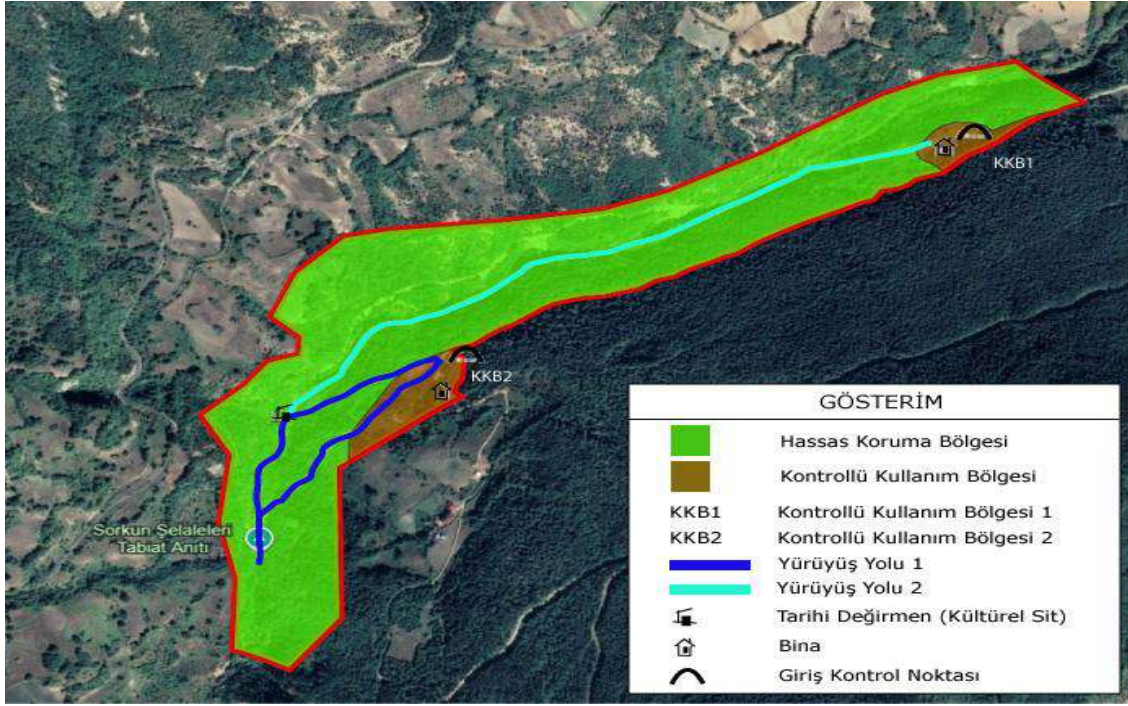 KKB1
KKB2
Sorkun Şelaleleri
Tabiat Anıtı
GÖSTERİM
Hassas Koruma Bölgesi
Kontrollü Kullanım Bölgesi
KKB1 Kontrollü Kullanım Bölgesi 1
KKB2 Kontrollü Kullanım Bölgesi 2
Yürüyüş Yolu 1
Yürüyüş Yolu 2
Tarihi Değirmen (Kültürel Sit)
Bina
Giriş Kontrol Noktası